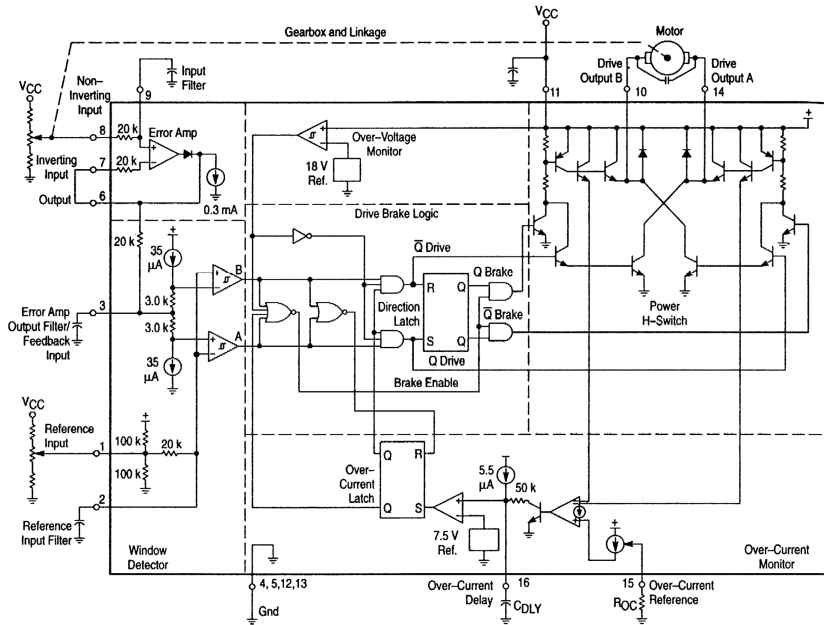 Gearbox and Linkage
VCC
Motor
Input
Filter
Drive
Output B
Drive
Output A
Non–
Inverting
Input
9
11
10
14
VCC
8
20 k
Error Amp
Over–Voltage
Monitor
Inverting
Input
7
20 k
18 V
Ref.
Output
6
0.3 mA
Drive Brake Logic
20 k
35
µA
Q Drive
B
Q Brake
3
3.0 k
R
Q
Error Amp
Output Filter/
Feedback
Input
3.0 k
Direction
Latch
Q Brake
Power
H–Switch
A
S
Q
35
µA
Q Drive
Brake Enable
VCC
Reference
Input
1
100 k
20 k
100 k
Q
R
Over–
Current
Latch
5.5
µA
50 k
2
Q
S
Reference
Input Filter
7.5 V
Ref.
Window
Detector
Over–Current
Monitor
4, 5,12,13
Gnd
Over–Current
Delay
16
CDLY
15
Over–Current
Reference
ROC